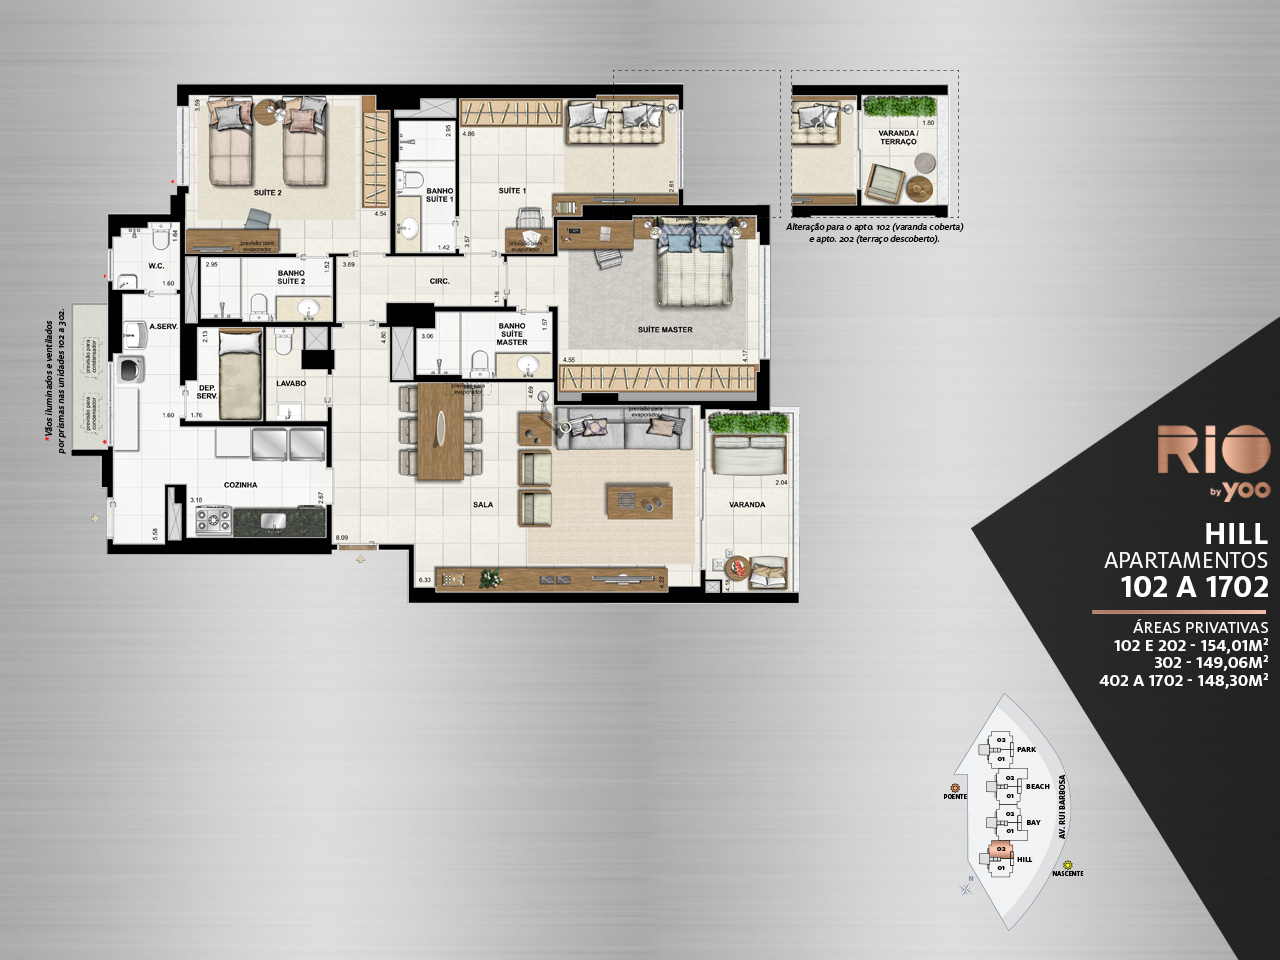 3.59
SUÍTE 2
4.54
previsão para
evaporador
2.95
BANHO
SUÍTE 1
1.42
4.86
SUÍTE 1
3.57
previsão para
evaporador
2.61
VARANDA /
TERRAÇO
1.80
Alteração para o apto. 102 (varanda coberta)
e apto. 202 (terraço descoberto).
1.64
W.C.
1.60
2.95
BANHO
SUÍTE 2
1.52
3.69
CIRC.
1.16
previsão para
SUÍTE MASTER
4.55
4.17
*Vãos iluminados e ventilados
por prismas nas unidades 102 a 302.
previsão para
condensador
previsão para
condensador
A.SERV.
1.60
2.13
DEP.
SERV.
1.76
LAVABO
4.80
3.06
BANHO
SUÍTE
MASTER
1.57
previsão para
evaporador
4.69
previsão para
evaporador
COZINHA
3.18
2.67
5.58
SALA
8.09
6.33
4.22
2.04
VARANDA
4.18
RIO
by yoo
HILL
APARTAMENTOS
102 A 1702
ÁREAS PRIVATIVAS
102 E 202 - 154,01M²
302 - 149,06M²
402 A 1702 - 148,30M²
02
PARK
01
02
BEACH
01
02
BAY
01
02
HILL
01
AV. RUI BARBOSA
POENTE
NASCENTE
N